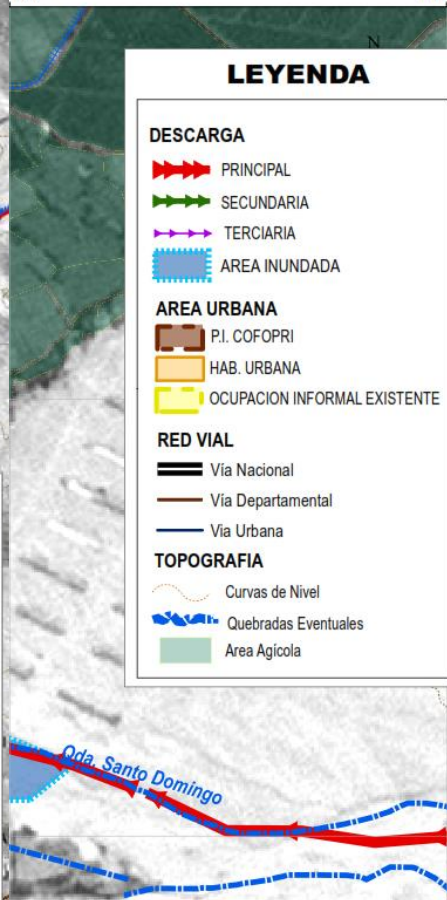 N
LEYENDA
DESCARGA
PRINCIPAL
SECUNDARIA
TERCIARIA
AREA INUNDADA
AREA URBANA
P.I. COFOPRI
HAB. URBANA
OCUPACION INFORMAL EXISTENTE
RED VIAL
Vía Nacional
Vía Departamental
Via Urbana
TOPOGRAFIA
Curvas de Nivel
Quebradas Eventuales
Area Agícola
Qda. Santo Domingo